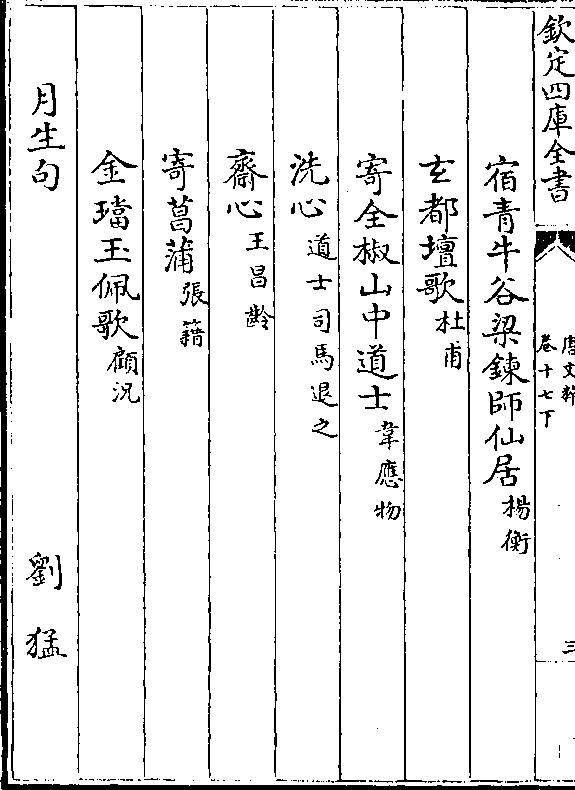 欽定四庫全書
唐文粹
卷十七下
三
宿青牛谷梁鍊師仙居 楊衡
玄都壇歌 杜甫
寄全椒山中道士 韋應物
洗心 道士司馬退之
齋心 王昌齡
寄菖蒲 張籍
金璫玉佩歌 顧況
月生句 劉猛